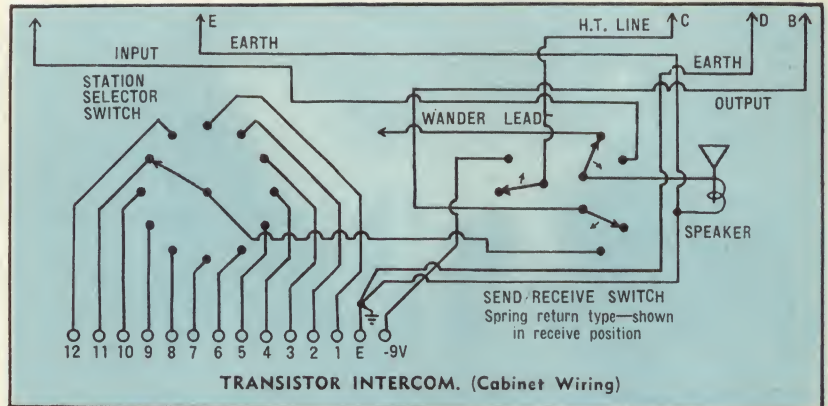 E
H.T. LINE
C
D
B
INPUT
EARTH
EARTH
STATION
SELECTOR
SWITCH
OUTPUT
WANDER LEAD
SPEAKER
SEND/RECEIVE SWITCH
Spring return type—shown
in receive position
12 11 10 9 8 7 6 5 4 3 2 1 E -9V
TRANSISTOR INTERCOM. (Cabinet Wiring)